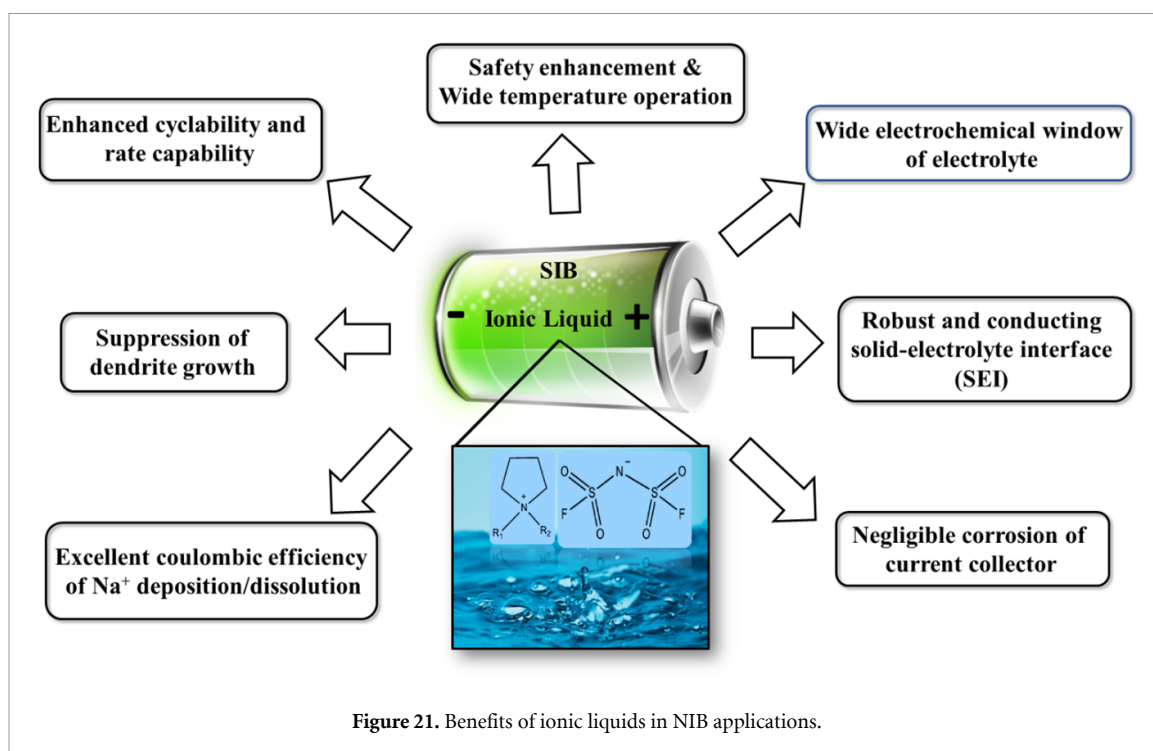 Safety enhancement &
Wide temperature operation
Enhanced cyclability and
rate capability
Wide electrochemical window
of electrolyte
SIB
- Ionic Liquid +
Suppression of
dendrite growth
Robust and conducting
solid-electrolyte interface
(SEI)
O N⁻ O
S S
F F
O O
N⁺
R₁ R₂
Excellent coulombic efficiency
of Na⁺ deposition/dissolution
Negligible corrosion of
current collector
Figure 21. Benefits of ionic liquids in NIB applications.